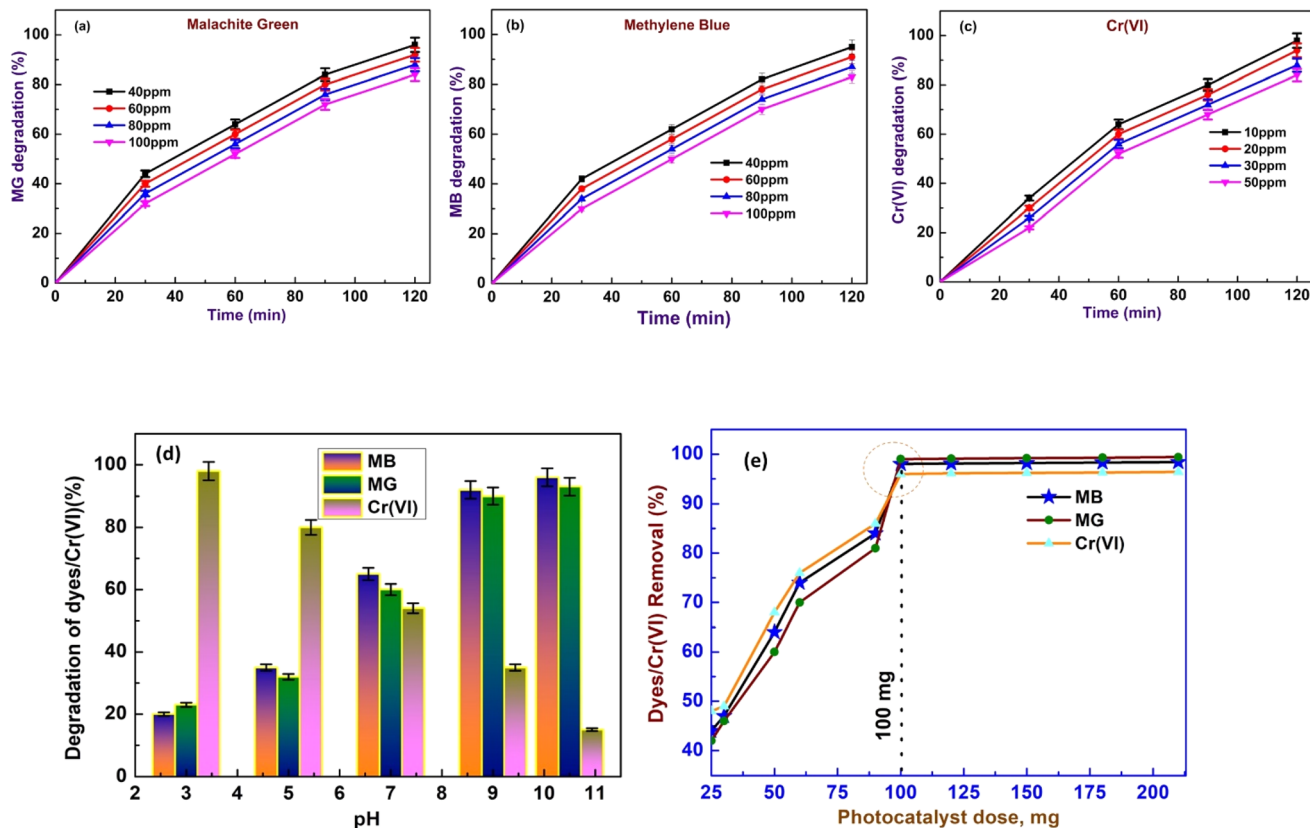 (a) Malachite Green
MG degradation (%)
100
80
60
40
20
0
40ppm
60ppm
80ppm
100ppm
0 20 40 60 80 100 120
Time (min)
(b) Methylene Blue
MB degradation (%)
100
80
60
40
20
0
40ppm
60ppm
80ppm
100ppm
0 20 40 60 80 100 120
Time (min)
(c) Cr(VI)
Cr(VI) degradation (%)
100
80
60
40
20
0
10ppm
20ppm
30ppm
50ppm
0 20 40 60 80 100 120
Time (min)
(d)
Degradation of dyes/Cr(VI)(%)
100
80
60
40
20
0
MB
MG
Cr(VI)
2 3 4 5 6 7 8 9 10 11
pH
(e)
Dyes/Cr(VI) Removal (%)
100
90
80
70
60
50
40
MB
MG
Cr(VI)
100 mg
25 50 75 100 125 150 175 200
Photocatalyst dose, mg